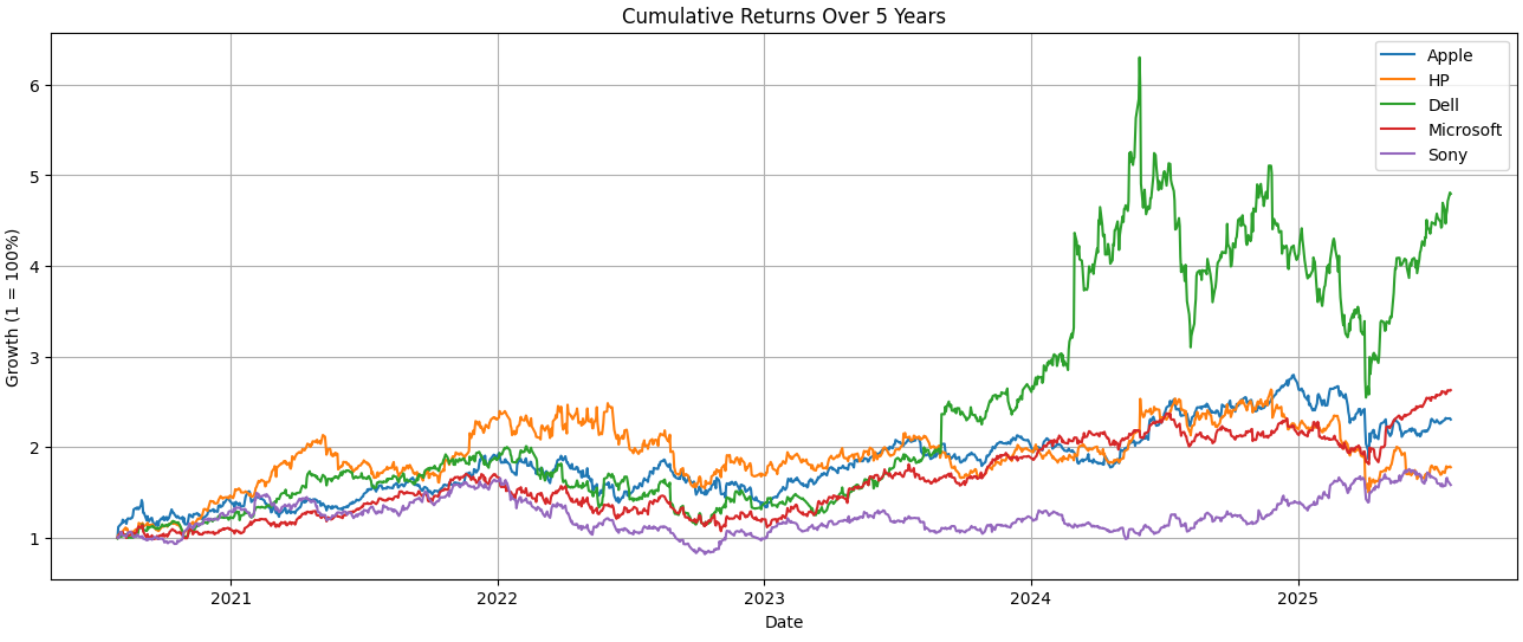 Cumulative Returns Over 5 Years
Growth (1 = 100%)
6
5
4
3
2
1
Apple
HP
Dell
Microsoft
Sony
2021
2022
2023
2024
2025
Date